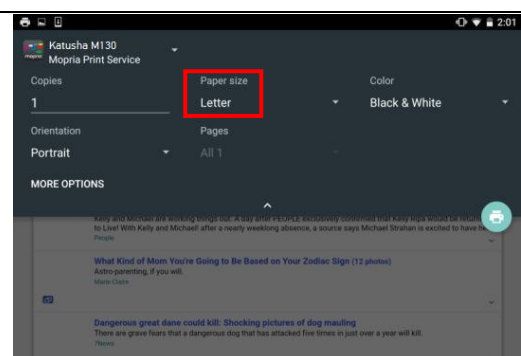 2:01
Katusha M130
mopria Mopria Print Service
Copies Paper size Color
1 Letter Black & White
Orientation Pages
Portrait All 1
MORE OPTIONS
Kelly and Michael are working things out. A day after PEOPLE exclusively confirmed that Kelly Ripa would be
to Live! With Kelly and Michael! after a nearly weeklong absence, a source says Michael Strahan is excited to have
People
What Kind of Mom You're Going to Be Based on Your Zodiac Sign (12 photos)
Astro-parenting, if you will.
Marie Claire
Dangerous great dane could kill: Shocking pictures of dog mauling
There are grave fears that a dangerous dog that has attacked five times in just over a year will kill.
7News